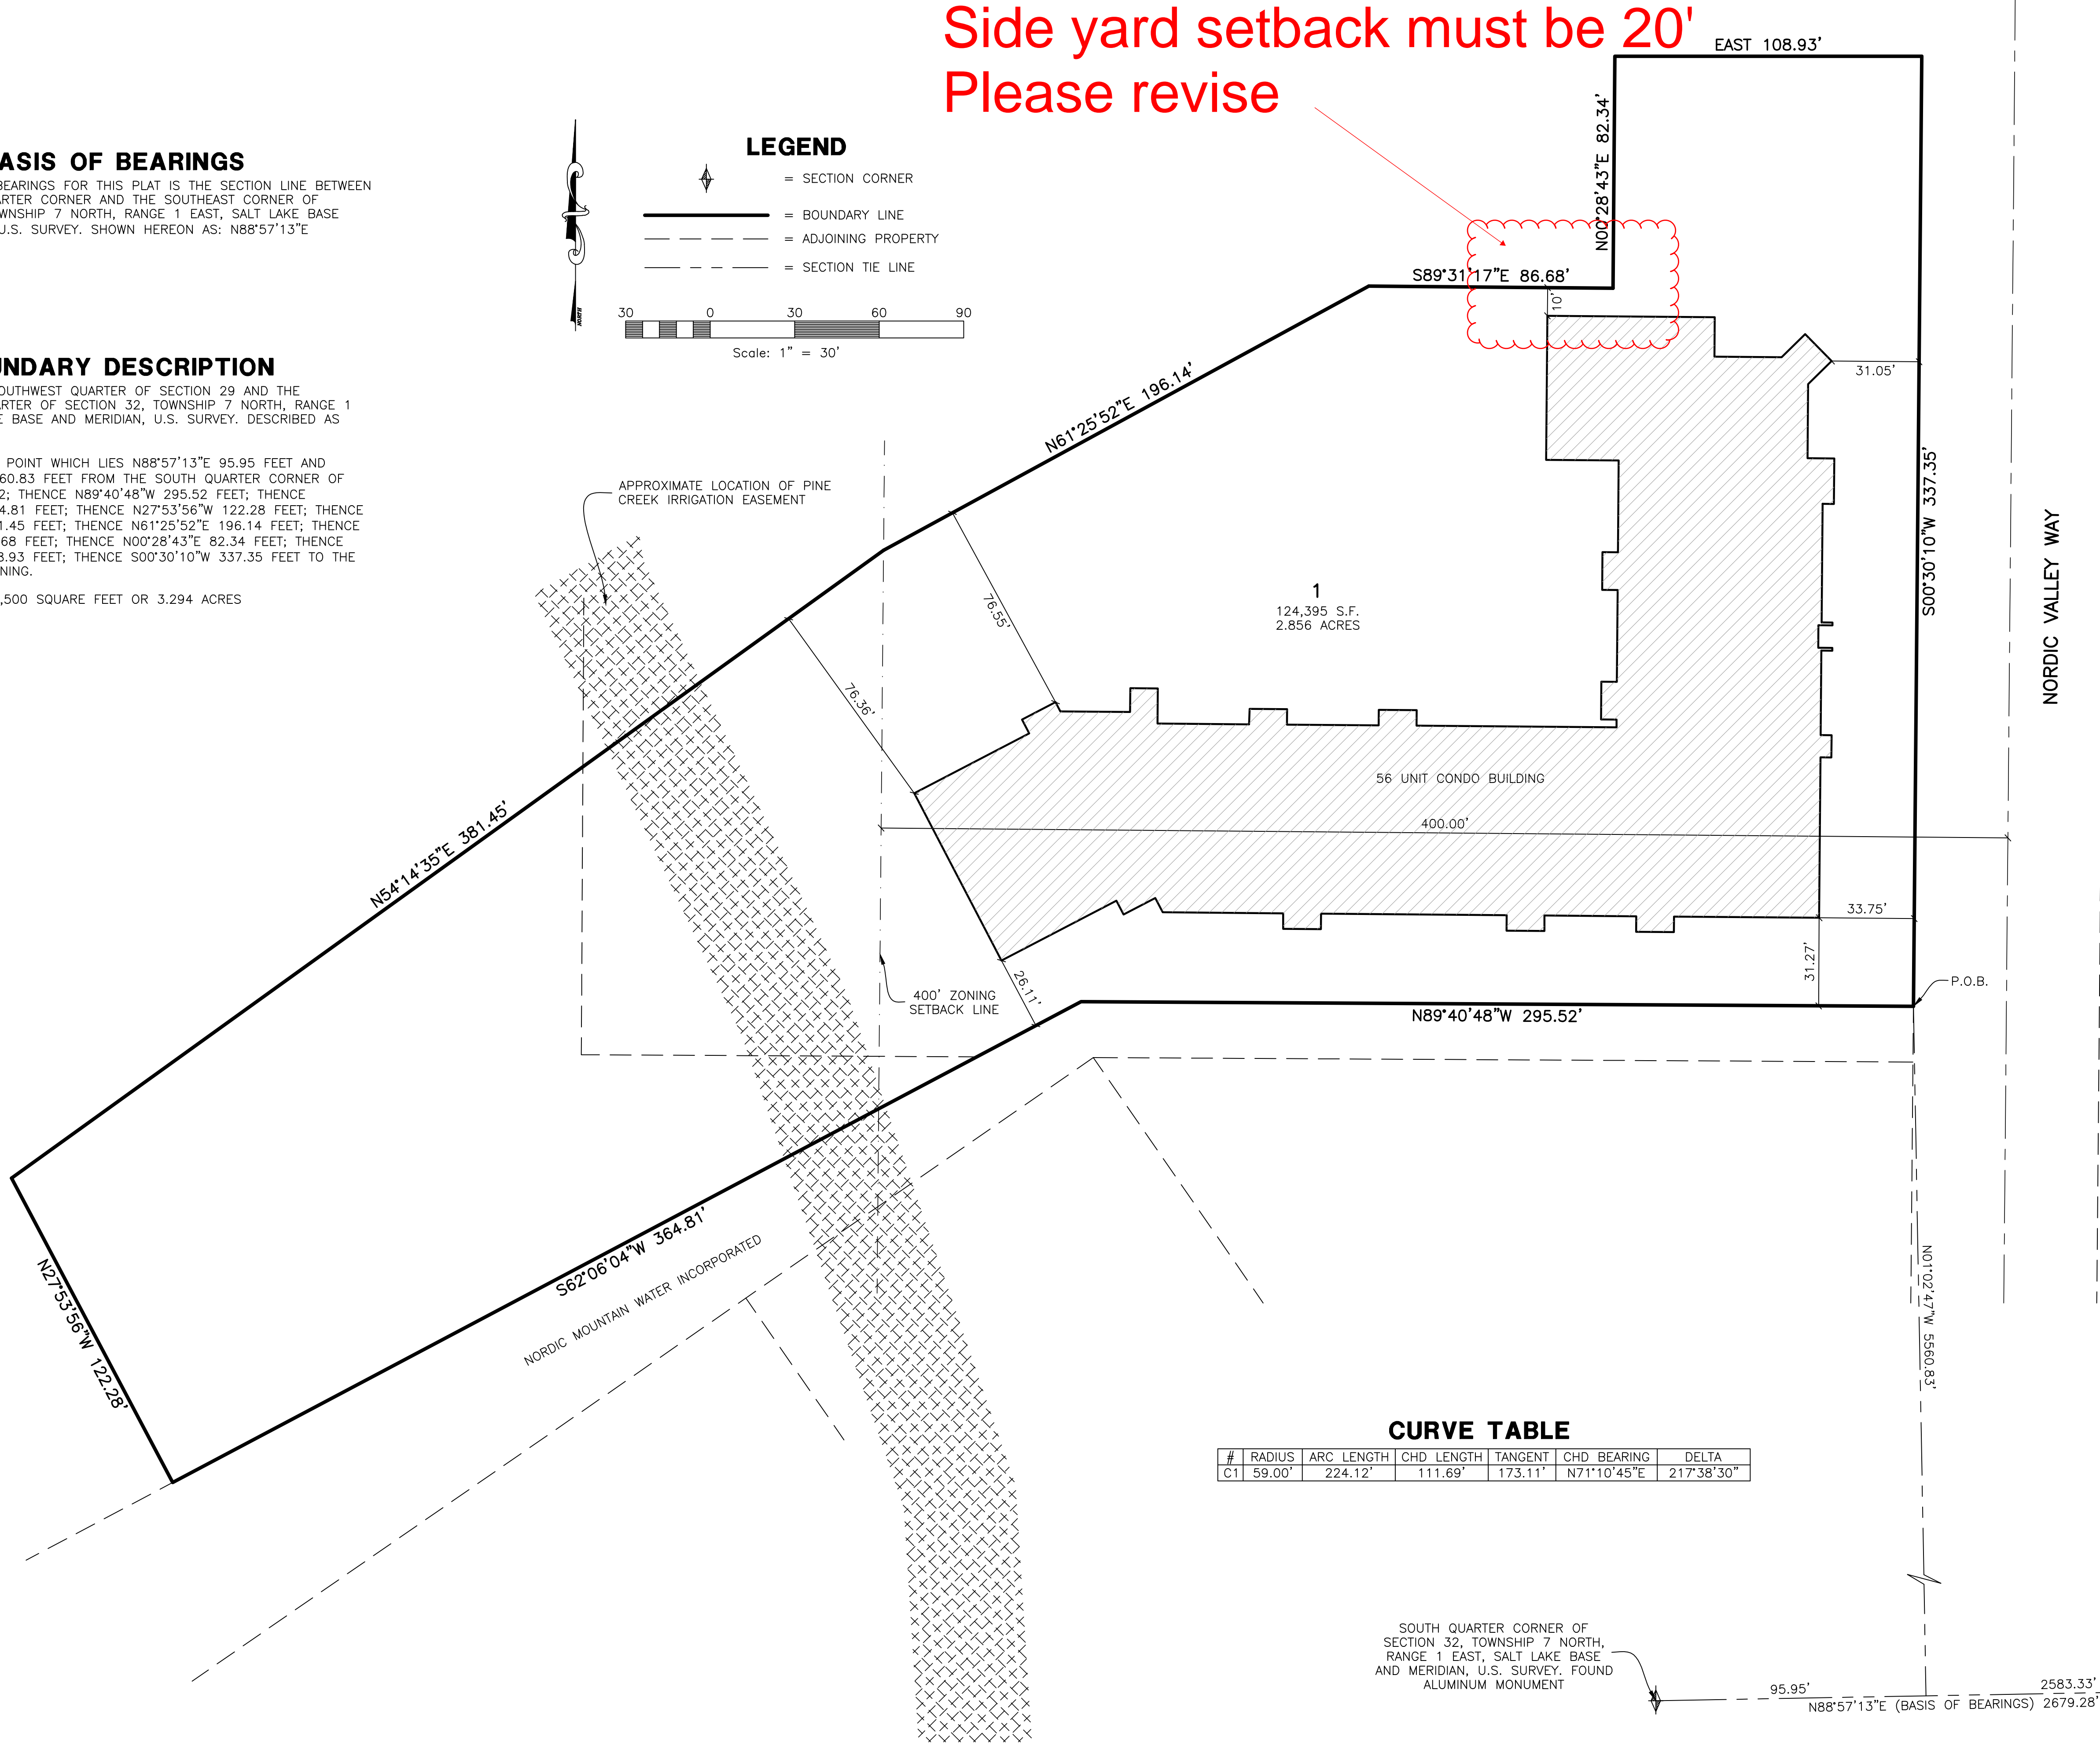 Side yard setback must be 20'
Please revise
ASIS OF BEARINGS
BEARINGS FOR THIS PLAT IS THE SECTION LINE BETWEEN
ARTER CORNER AND THE SOUTHEAST CORNER OF
WNSHIP 7 NORTH, RANGE 1 EAST, SALT LAKE BASE
U.S. SURVEY. SHOWN HEREON AS: N88°57'13"E
UNDARY DESCRIPTION
OUTHWEST QUARTER OF SECTION 29 AND THE
ARTER OF SECTION 32, TOWNSHIP 7 NORTH, RANGE 1
E BASE AND MERIDIAN, U.S. SURVEY. DESCRIBED AS
POINT WHICH LIES N88°57'13"E 95.95 FEET AND
60.83 FEET FROM THE SOUTH QUARTER CORNER OF
2; THENCE N89°40'48"W 295.52 FEET; THENCE
4.81 FEET; THENCE N27°53'56"W 122.28 FEET; THENCE
1.45 FEET; THENCE N61°25'52"E 196.14 FEET; THENCE
68 FEET; THENCE N00°28'43"E 82.34 FEET; THENCE
8.93 FEET; THENCE S00°30'10"W 337.35 FEET TO THE
NING.
,500 SQUARE FEET OR 3.294 ACRES
NORTH
LEGEND
= SECTION CORNER
= BOUNDARY LINE
= ADJOINING PROPERTY
= SECTION TIE LINE
30 0 30 60 90
Scale: 1" = 30'
EAST 108.93'
N00°28'43"E 82.34'
S89°31'17"E 86.68'
10'
31.05'
N61°25'52"E 196.14'
S00°30'10"W 337.35'
NORDIC VALLEY WAY
APPROXIMATE LOCATION OF PINE
CREEK IRRIGATION EASEMENT
1
124,395 S.F.
2.856 ACRES
76.55'
76.36'
56 UNIT CONDO BUILDING
400.00'
N54°14'35"E 381.45'
33.75'
31.27'
26.11'
400' ZONING
SETBACK LINE
P.O.B.
N89°40'48"W 295.52'
S62°06'04"W 364.81'
NORDIC MOUNTAIN WATER INCORPORATED
N27°53'56"W 122.28'
N01°02'47"W 5560.83'
CURVE TABLE
# RADIUS ARC LENGTH CHD LENGTH TANGENT CHD BEARING DELTA
C1 59.00' 224.12' 111.69' 173.11' N71°10'45"E 217°38'30"
SOUTH QUARTER CORNER OF
SECTION 32, TOWNSHIP 7 NORTH,
RANGE 1 EAST, SALT LAKE BASE
AND MERIDIAN, U.S. SURVEY. FOUND
ALUMINUM MONUMENT
95.95' 2583.33'
N88°57'13"E (BASIS OF BEARINGS) 2679.28'